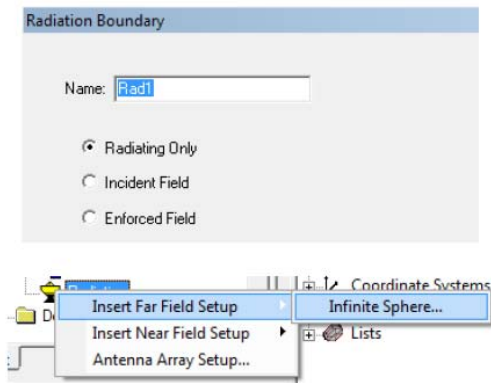 Radiation Boundary
Name: Rad1
Radiating Only
Incident Field
Enforced Field
Coordinate Systems
Insert Far Field Setup
Infinite Sphere...
Insert Near Field Setup
Lists
Antenna Array Setup...